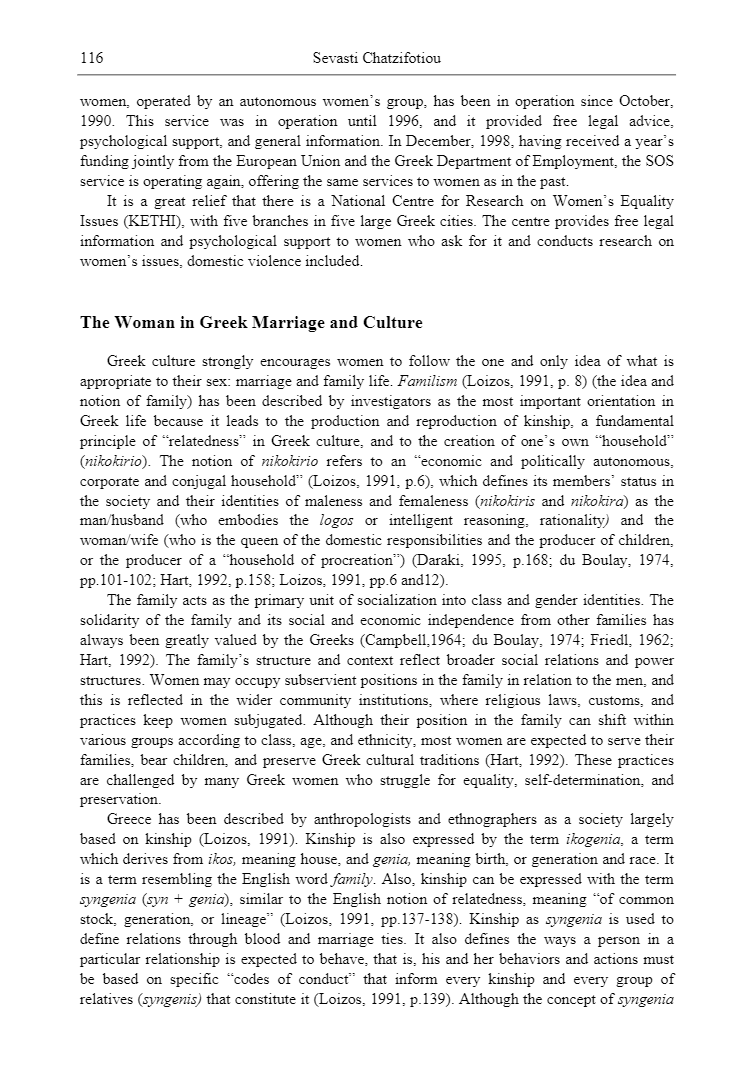 116 Sevasti Chatzifotiou
women, operated by an autonomous women's group, has been in operation since October,
1990. This service was in operation until 1996, and it provided free legal advice,
psychological support, and general information. In December, 1998, having received a year's
funding jointly from the European Union and the Greek Department of Employment, the SOS
service is operating again, offering the same services to women as in the past.
It is a great relief that there is a National Centre for Research on Women's Equality
Issues (KETHI), with five branches in five large Greek cities. The centre provides free legal
information and psychological support to women who ask for it and conducts research on
women's issues, domestic violence included.
The Woman in Greek Marriage and Culture
Greek culture strongly encourages women to follow the one and only idea of what is
appropriate to their sex: marriage and family life. Familism (Loizos, 1991, p. 8) (the idea and
notion of family) has been described by investigators as the most important orientation in
Greek life because it leads to the production and reproduction of kinship, a fundamental
principle of "relatedness" in Greek culture, and to the creation of one's own "household"
(nikokirio). The notion of nikokirio refers to an "economic and politically autonomous,
corporate and conjugal household" (Loizos, 1991, p.6), which defines its members' status in
the society and their identities of maleness and femaleness (nikokiris and nikokira) as the
man/husband (who embodies the logos or intelligent reasoning, rationality) and the
woman/wife (who is the queen of the domestic responsibilities and the producer of children,
or the producer of a "household of procreation") (Daraki, 1995, p.168; du Boulay, 1974,
pp.101-102; Hart, 1992, p.158; Loizos, 1991, pp.6 and12).
The family acts as the primary unit of socialization into class and gender identities. The
solidarity of the family and its social and economic independence from other families has
always been greatly valued by the Greeks (Campbell,1964; du Boulay, 1974; Friedl, 1962;
Hart, 1992). The family's structure and context reflect broader social relations and power
structures. Women may occupy subservient positions in the family in relation to the men, and
this is reflected in the wider community institutions, where religious laws, customs, and
practices keep women subjugated. Although their position in the family can shift within
various groups according to class, age, and ethnicity, most women are expected to serve their
families, bear children, and preserve Greek cultural traditions (Hart, 1992). These practices
are challenged by many Greek women who struggle for equality, self-determination, and
preservation.
Greece has been described by anthropologists and ethnographers as a society largely
based on kinship (Loizos, 1991). Kinship is also expressed by the term ikogenia, a term
which derives from ikos, meaning house, and genia, meaning birth, or generation and race. It
is a term resembling the English word family. Also, kinship can be expressed with the term
syngenia (syn + genia), similar to the English notion of relatedness, meaning "of common
stock, generation, or lineage" (Loizos, 1991, pp.137-138). Kinship as syngenia is used to
define relations through blood and marriage ties. It also defines the ways a person in a
particular relationship is expected to behave, that is, his and her behaviors and actions must
be based on specific "codes of conduct" that inform every kinship and every group of
relatives (syngenis) that constitute it (Loizos, 1991, p.139). Although the concept of syngenia